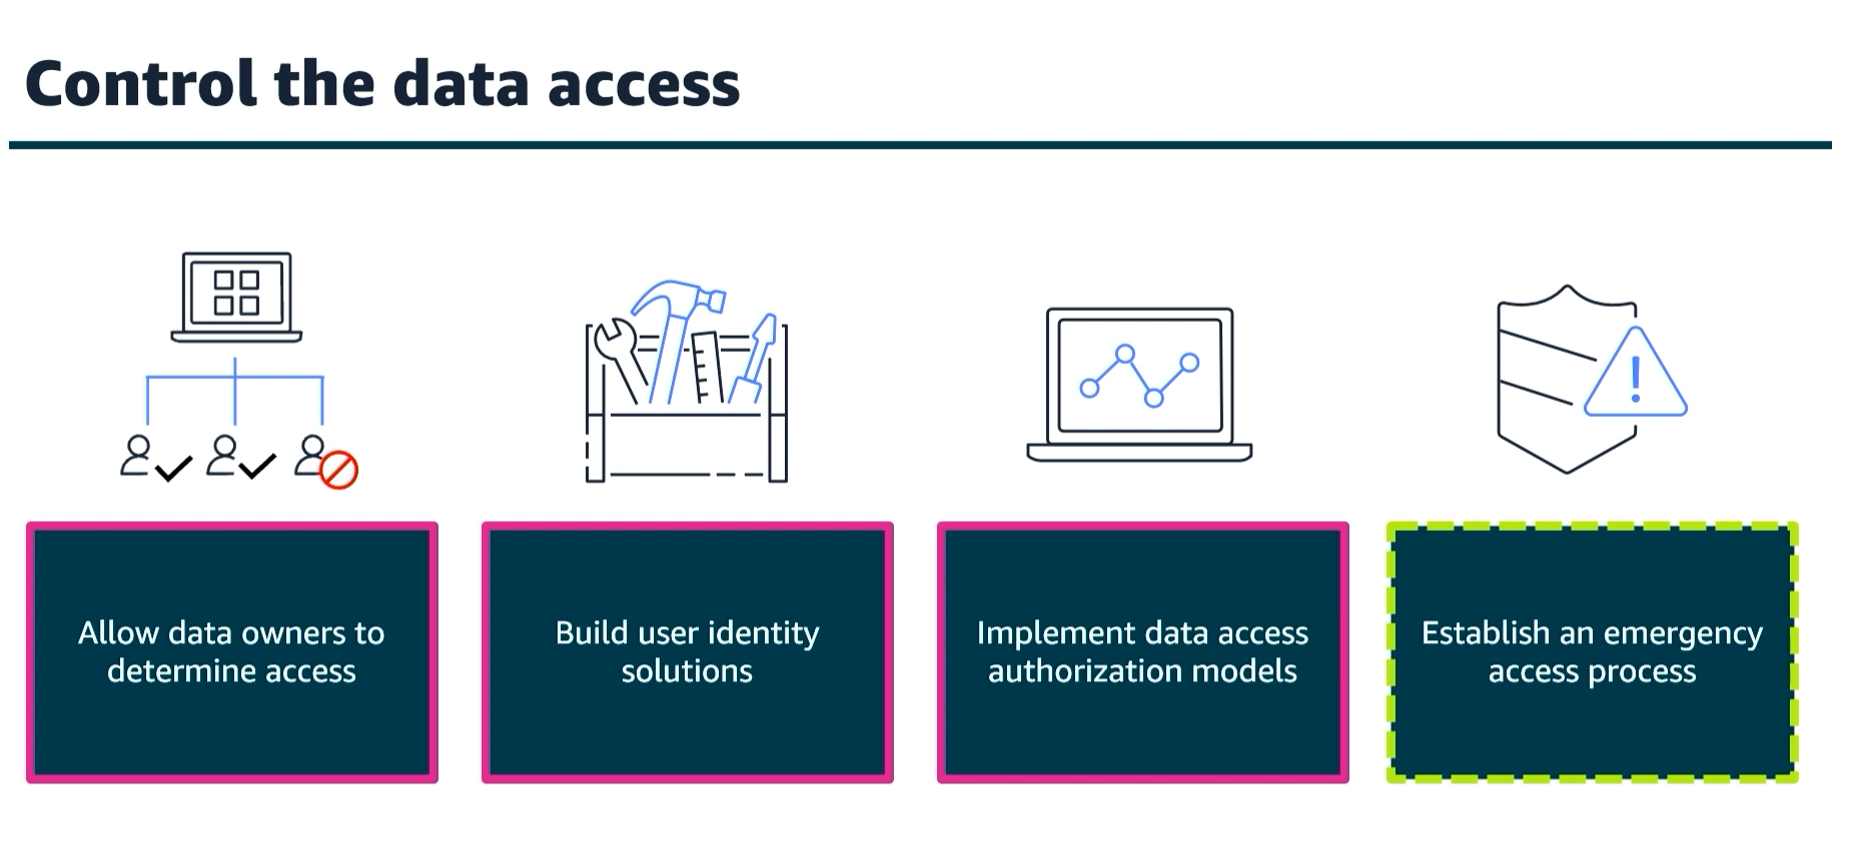 Control the data access
Allow data owners to
determine access
Build user identity
solutions
Implement data access
authorization models
Establish an emergency
access process